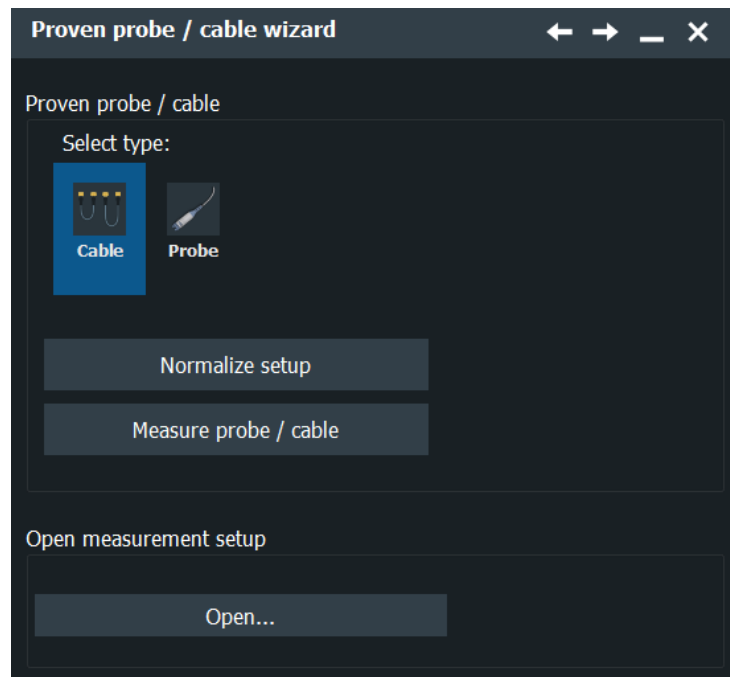 Proven probe / cable wizard
Proven probe / cable
Select type:
Cable Probe
Normalize setup
Measure probe / cable
Open measurement setup
Open...